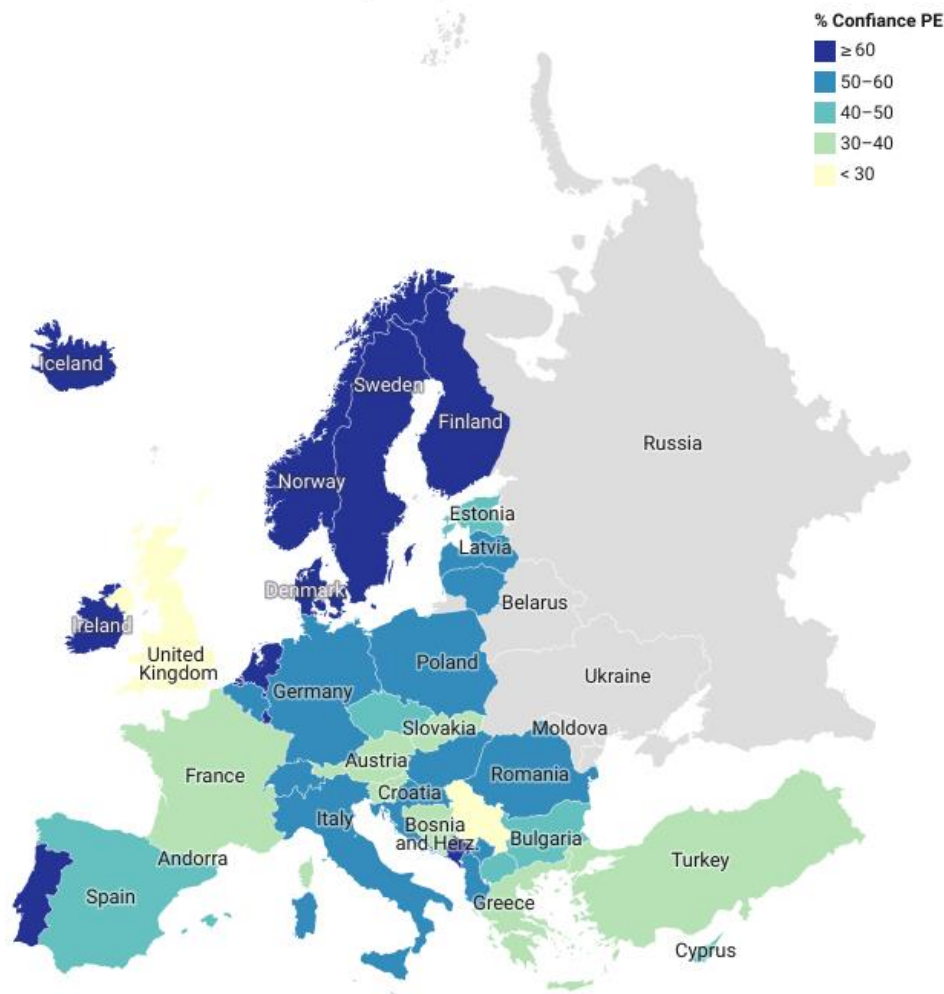 % Confiance PE
≥ 60
50–60
40–50
30–40
< 30
Iceland
Sweden
Finland
Russia
Norway
Estonia
Latvia
Denmark
Belarus
Ireland
United
Kingdom
Poland
Germany
Ukraine
Slovakia
Moldova
Austria
France
Romania
Croatia
Italy
Bosnia
and Herz.
Bulgaria
Andorra
Turkey
Spain
Greece
Cyprus